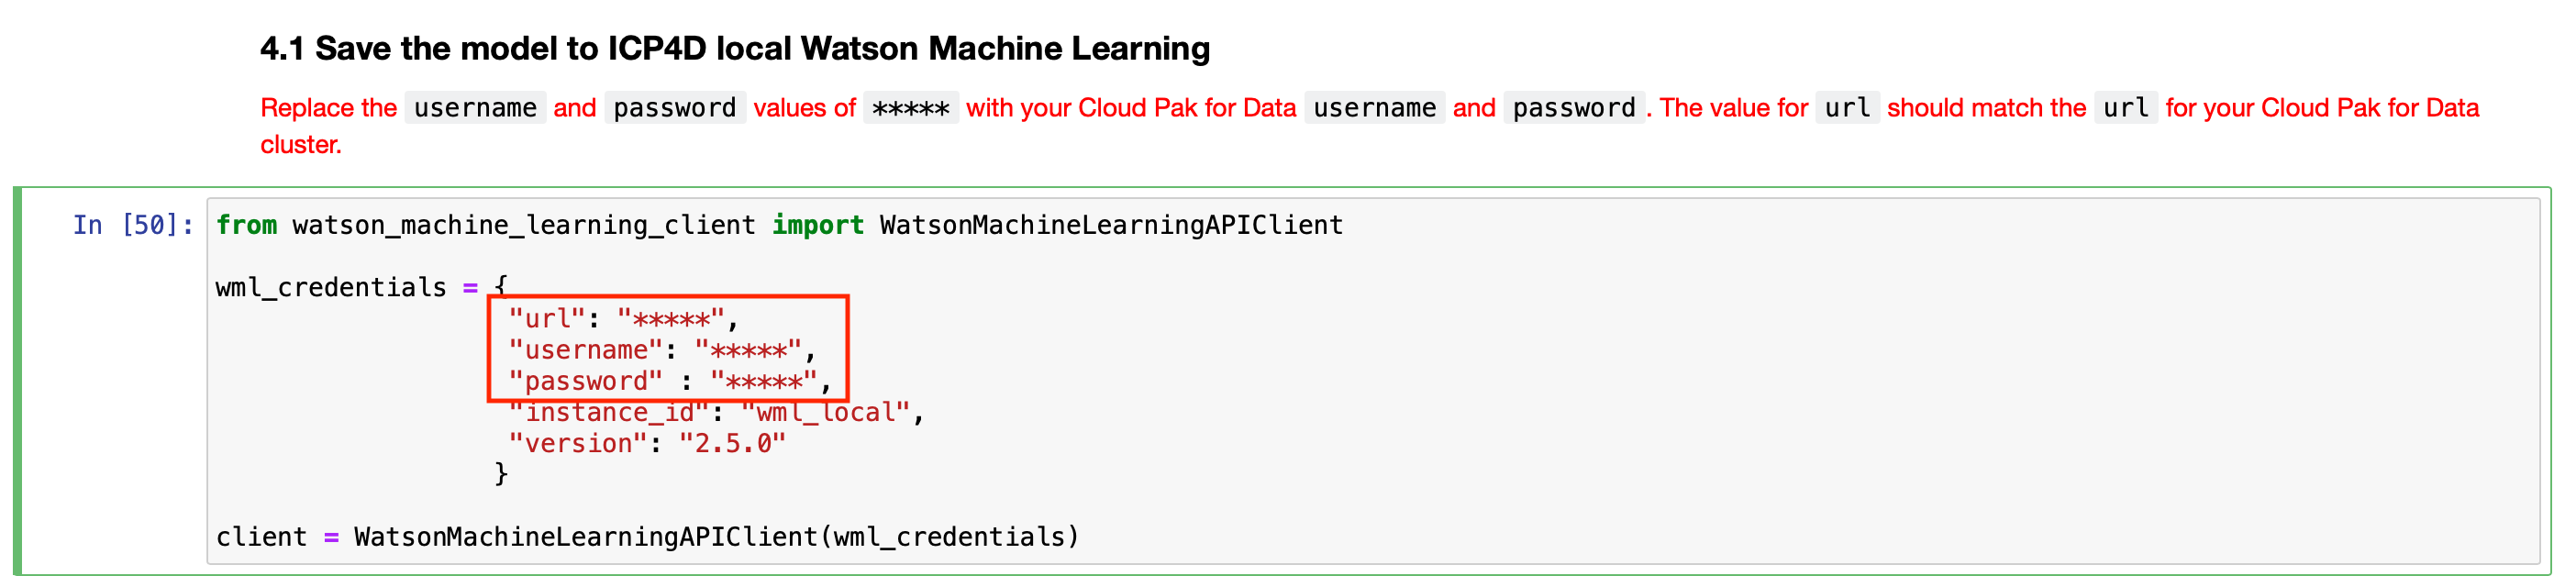 4.1 Save the model to ICP4D local Watson Machine Learning
Replace the username and password values of ***** with your Cloud Pak for Data username and password. The value for url should match the url for your Cloud Pak for Data
cluster.
In [50]: from watson_machine_learning_client import WatsonMachineLearningAPIClient
wml_credentials = {
"url": "*****",
"username": "*****",
"password" : "*****",
"instance_id": "wml_local",
"version": "2.5.0"
}
client = WatsonMachineLearningAPIClient(wml_credentials)